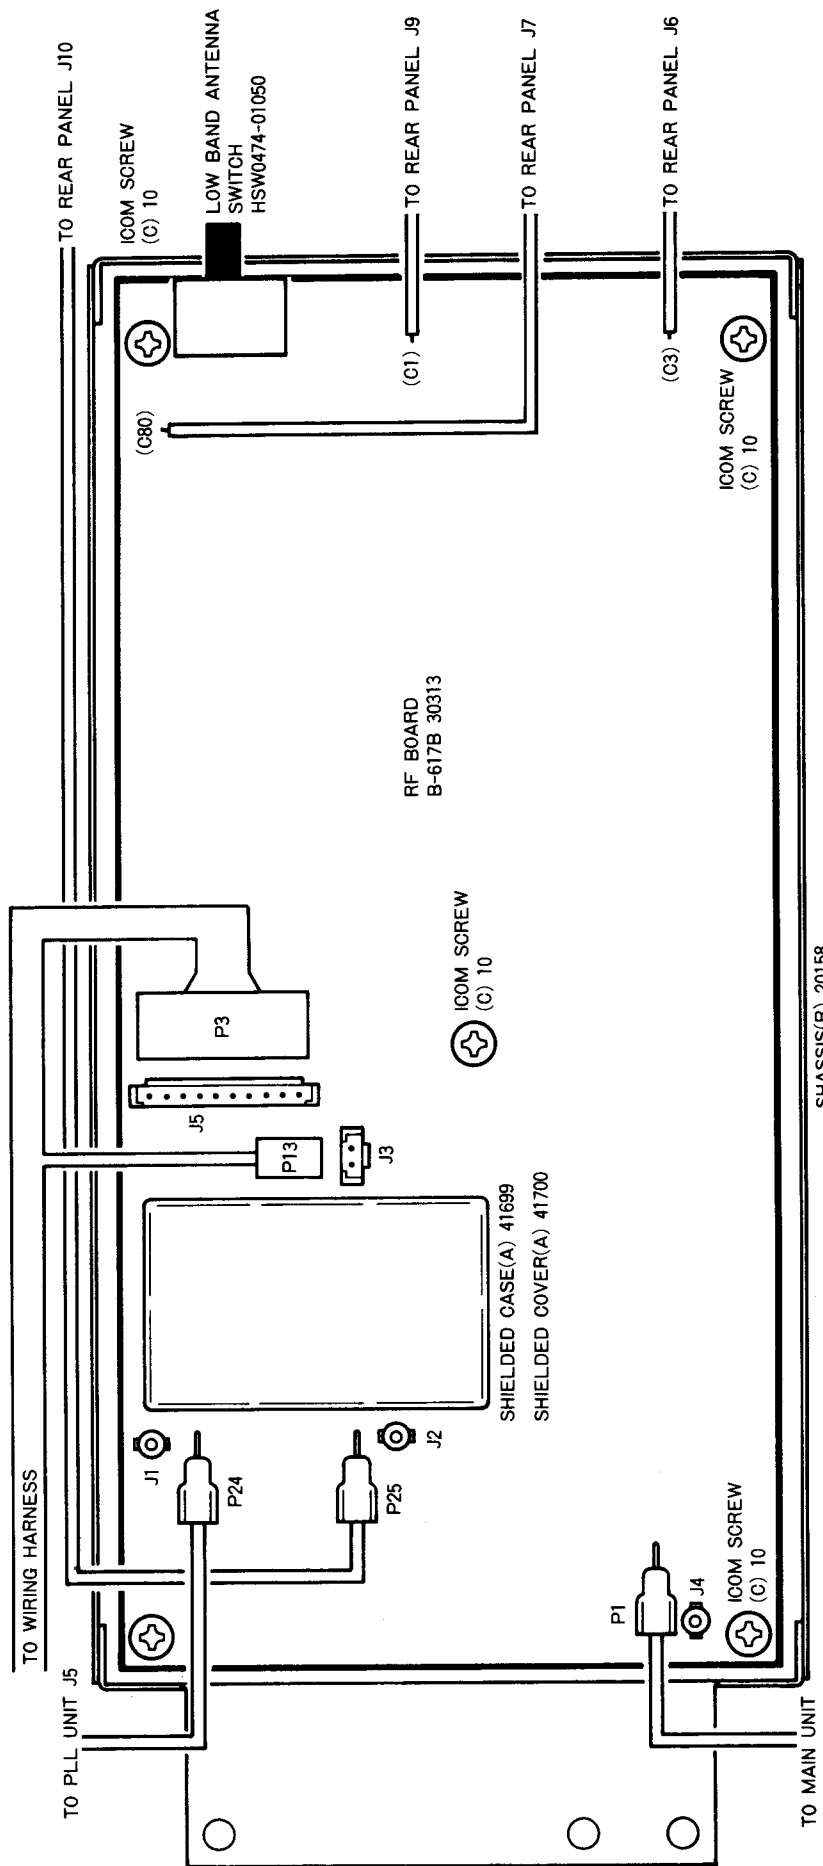 TO REAR PANEL J10
ICOM SCREW
(C) 10
LOW BAND ANTENNA
SWITCH
HSW0474-01050
TO REAR PANEL J9
TO REAR PANEL J7
TO REAR PANEL J6
(C80)
(C1)
(C3)
ICOM SCREW
(C) 10
RF BOARD
B-617B 30313
ICOM SCREW
(C) 10
P3
J5
P13
J3
SHIELDED CASE(A) 41699
SHIELDED COVER(A) 41700
J1
P24
J2
P25
TO WIRING HARNESS
TO PLL UNIT J5
P1
J4
ICOM SCREW
(C) 10
TO MAIN UNIT
SHASSIS(R) 20158